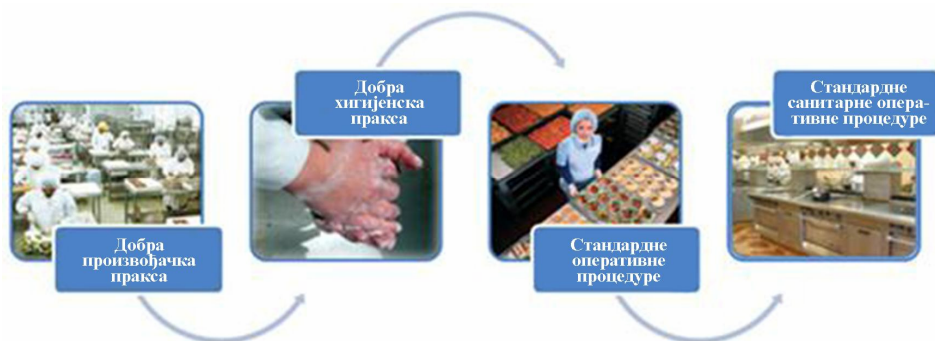 Добра
произвођачка
пракса
Добра
хигијенска
пракса
Стандардне
оперативне
процедуре
Стандардне
санитарне опера-
тивне процедуре